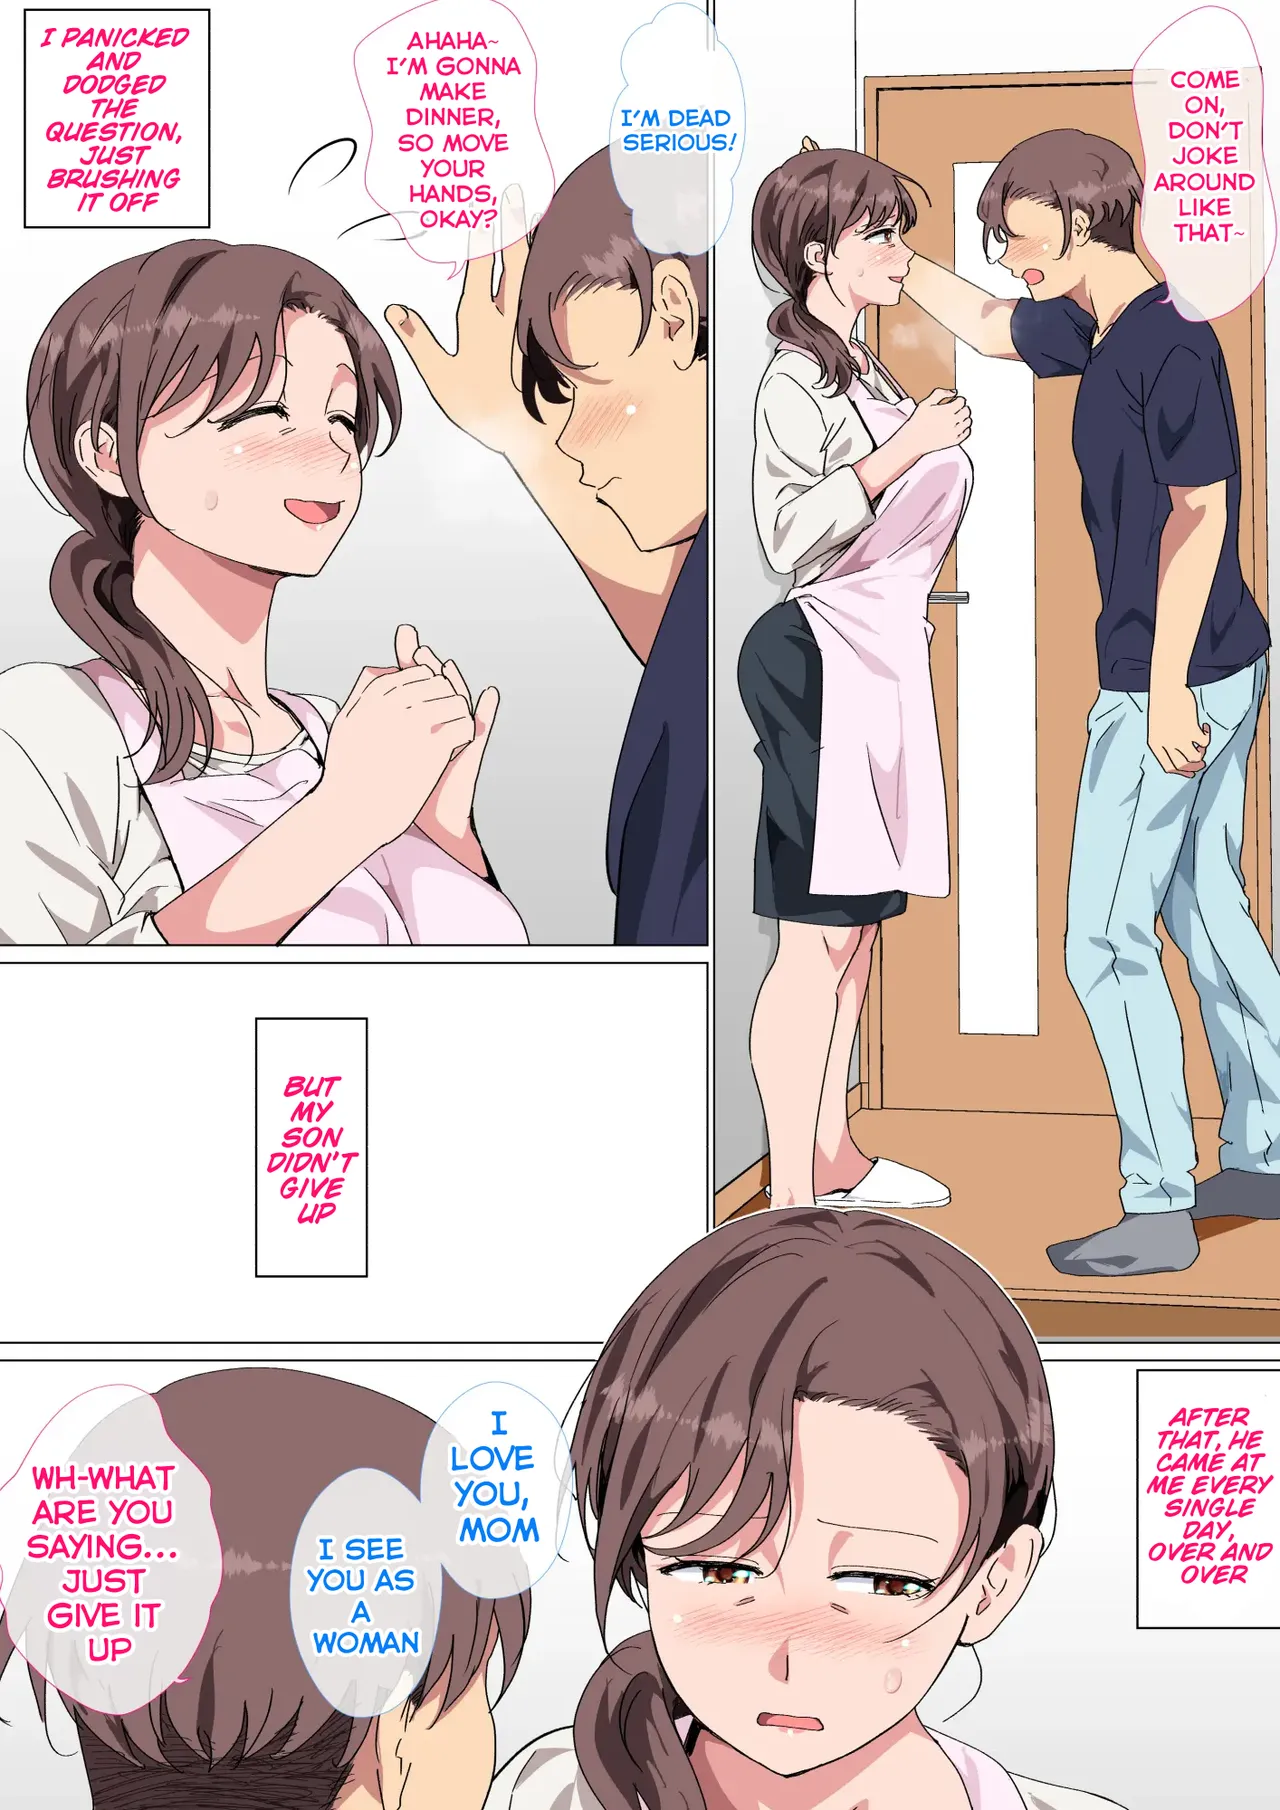 COME
ON,
DON'T
JOKE
AROUND
LIKE
THAT~
I'M DEAD
SERIOUS!
AHAHA~
I'M GONNA
MAKE
DINNER,
SO MOVE
YOUR
HANDS,
OKAY?
I PANICKED
AND
DODGED
THE
QUESTION,
JUST
BRUSHING
IT OFF
BUT
MY
SON
DIDN'T
GIVE
UP
AFTER
THAT, HE
CAME AT
ME EVERY
SINGLE
DAY,
OVER AND
OVER
I
LOVE
YOU,
MOM
I SEE
YOU AS
A
WOMAN
WH-WHAT
ARE YOU
SAYING...
JUST
GIVE IT
UP